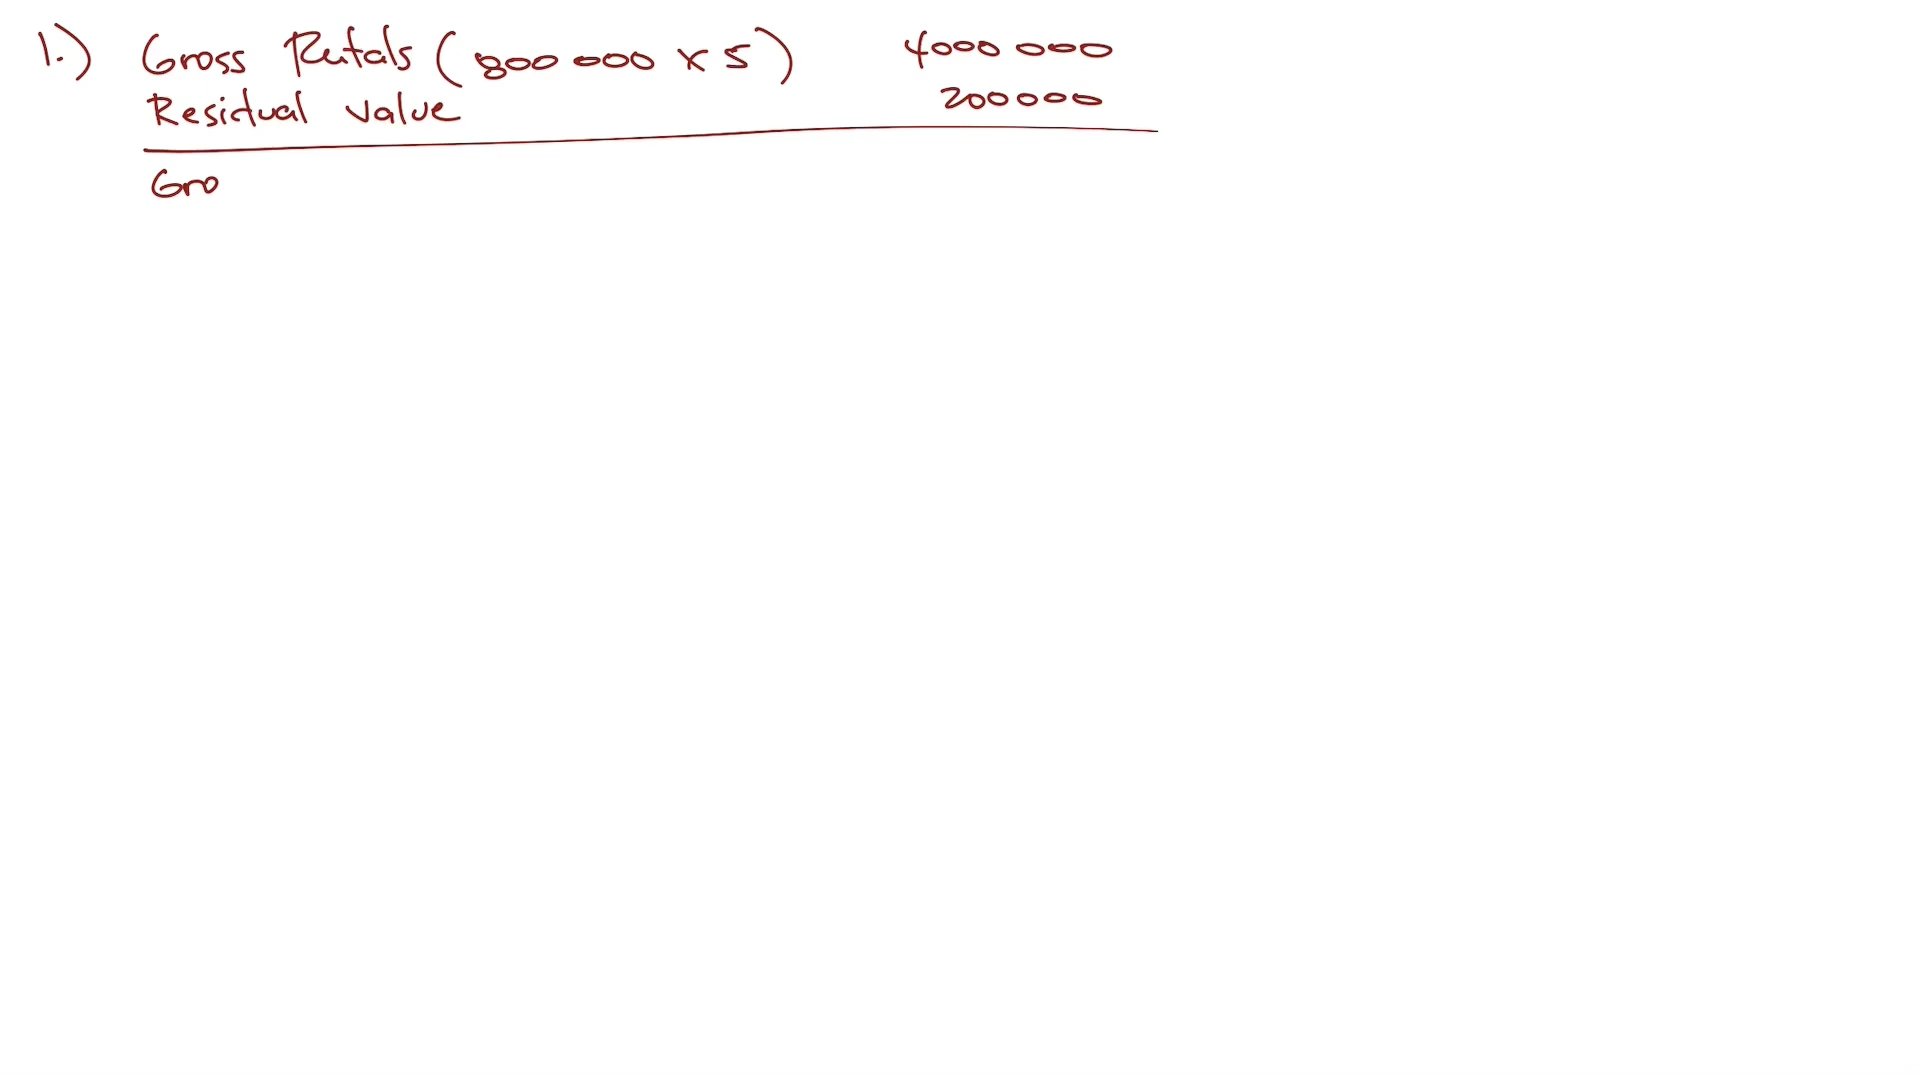 1.) Gross Rentals (800 000 x 5) 4000 000
Residual value 200000
Gro